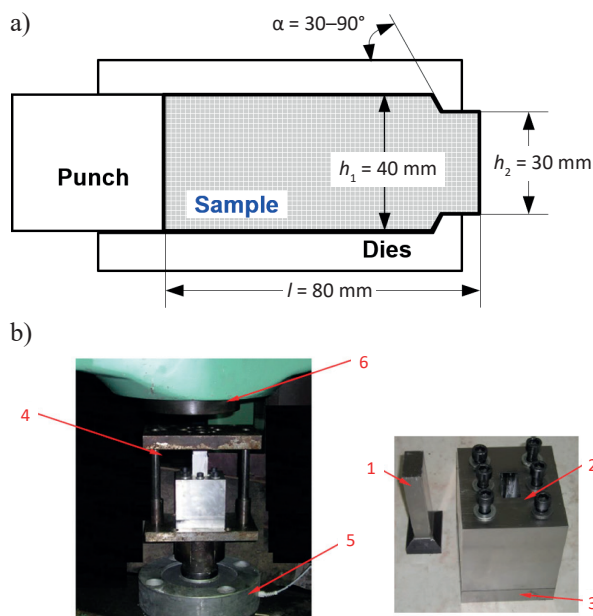 a)
α = 30–90°
Punch
Sample
h₁ = 40 mm
h₂ = 30 mm
Dies
l = 80 mm
b)
6
4
1
2
5
3